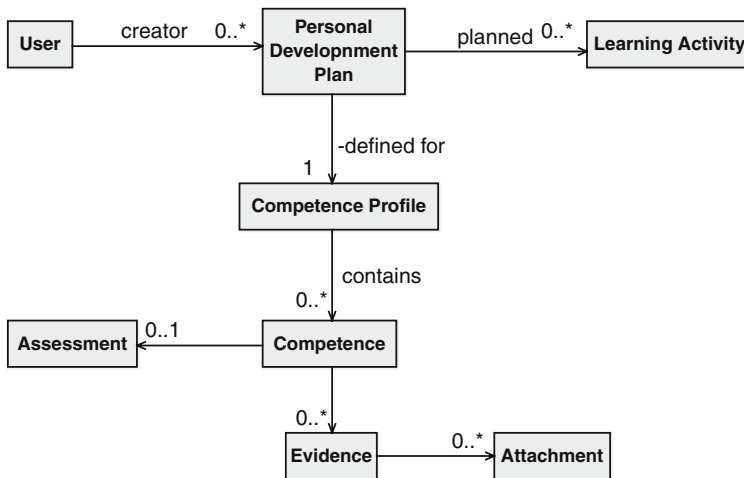 User
creator
0..*
Personal
Developnment
Plan
planned
0..*
Learning Activity
-defined for
1
Competence Profile
contains
0..*
Assessment
0..1
Competence
0..*
Evidence
0..*
Attachment